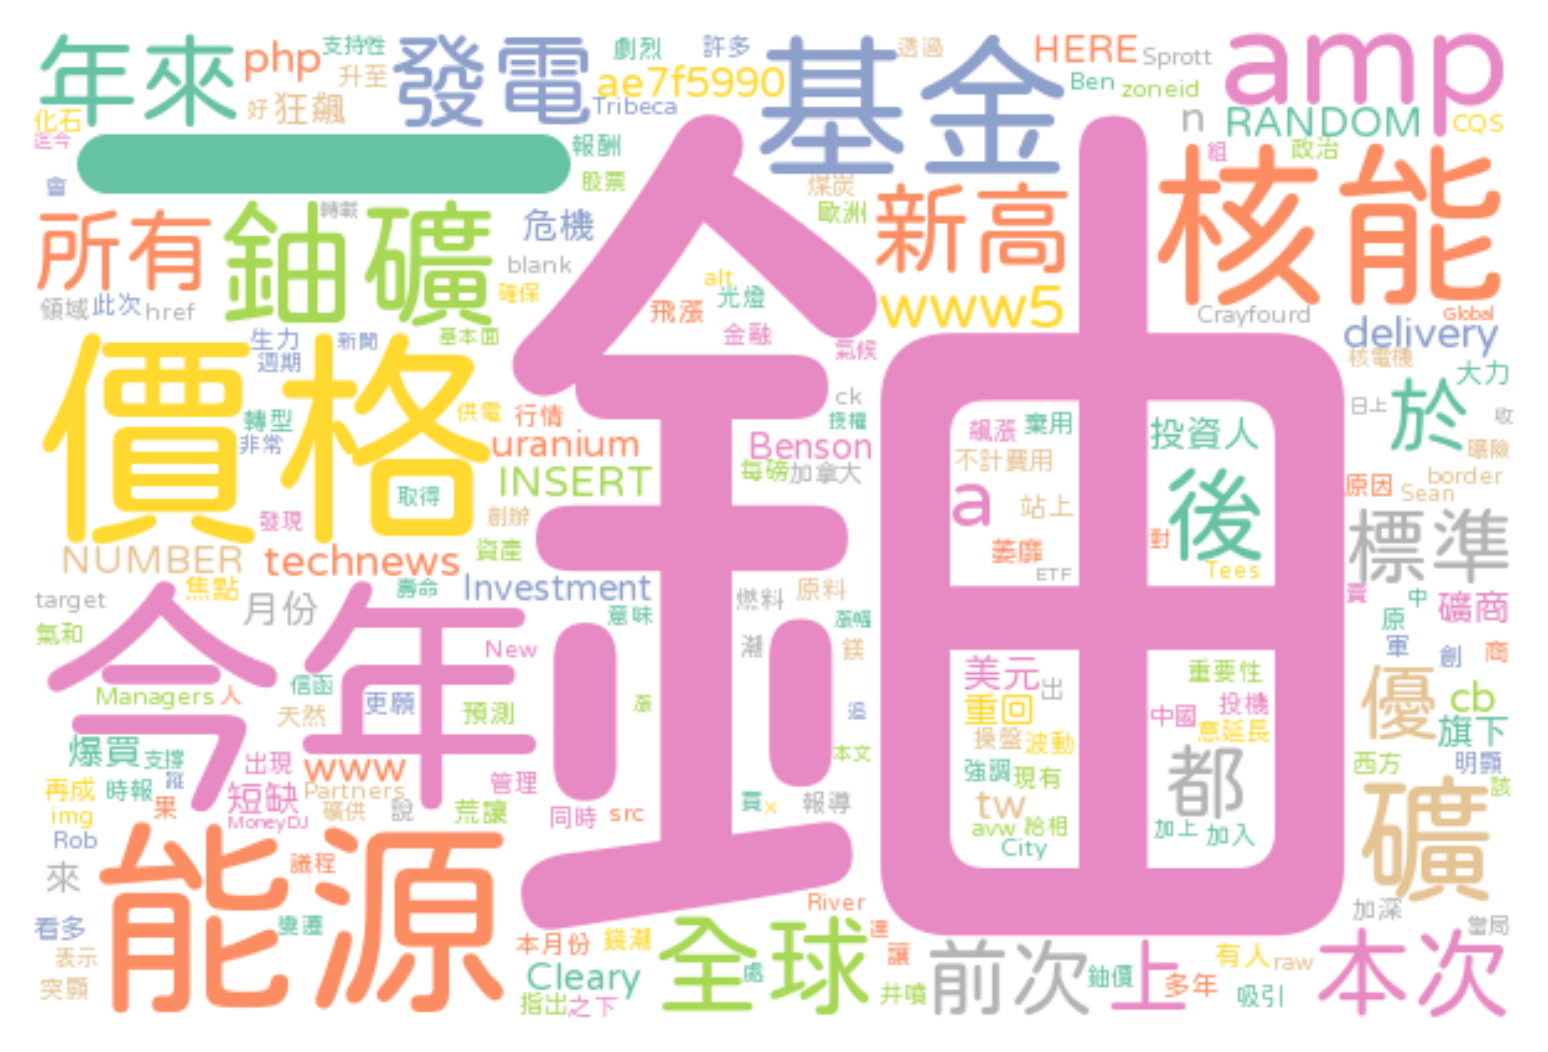 年來
php
支持性
升至
好
狂飆
發電
劇烈
許多
ae7f5990
Tribeca
基金
透過
HERE
Sprott
Ben
zoneid
amp
n
RANDOM
CQS
化石
迄今
會
一
報酬
股票
煤炭
歐洲
組
政治
所有
鈾礦
轉載
危機
blank
確保
新高
核能
領域
此次
href
alt
光燈
飛漲
金融
www5
Crayfourd
Global
delivery
生力
週期
新聞
基本面
氣候
核電機
大力
價格
轉型
非常
供電
行情
uranium
ck
授權
Benson
飆漲
棄用
投資人
日上
於
收
曝險
INSERT
每磅
加拿大
不計費用
取得
創辦
發現
a
站上
後
原因
border
Sean
鈾
標準
NUMBER
technews
資產
萎靡
ETF
對
Tees
target
焦點
月份
壽命
Investment
意味
燃料
原料
漲幅
賣
中
原
礦商
氣和
今年
New
潮
鎂
軍
創
商
Managers
人
信函
天然
更願
預測
漲
美元
出
重要性
重回
中國
投機
意延長
優
cb
旗下
爆買
支撐
出現
www
管理
本文
操盤
波動
西方
明顯
該
再成
時報
果
短缺
Partners
礦供
說
荒讓
同時
src
買
x
報導
強調
現有
tw
都
img
MoneyDJ
Rob
avw
給相
加上
加入
City
礦
來
能源
議程
River
加深
當局
看多
變遷
本月份
錢潮
全球
處
讓
前次
鈾價
上
多年
有人
raw
本次
表示
突顯
Cleary
指出
之下
井噴
吸引